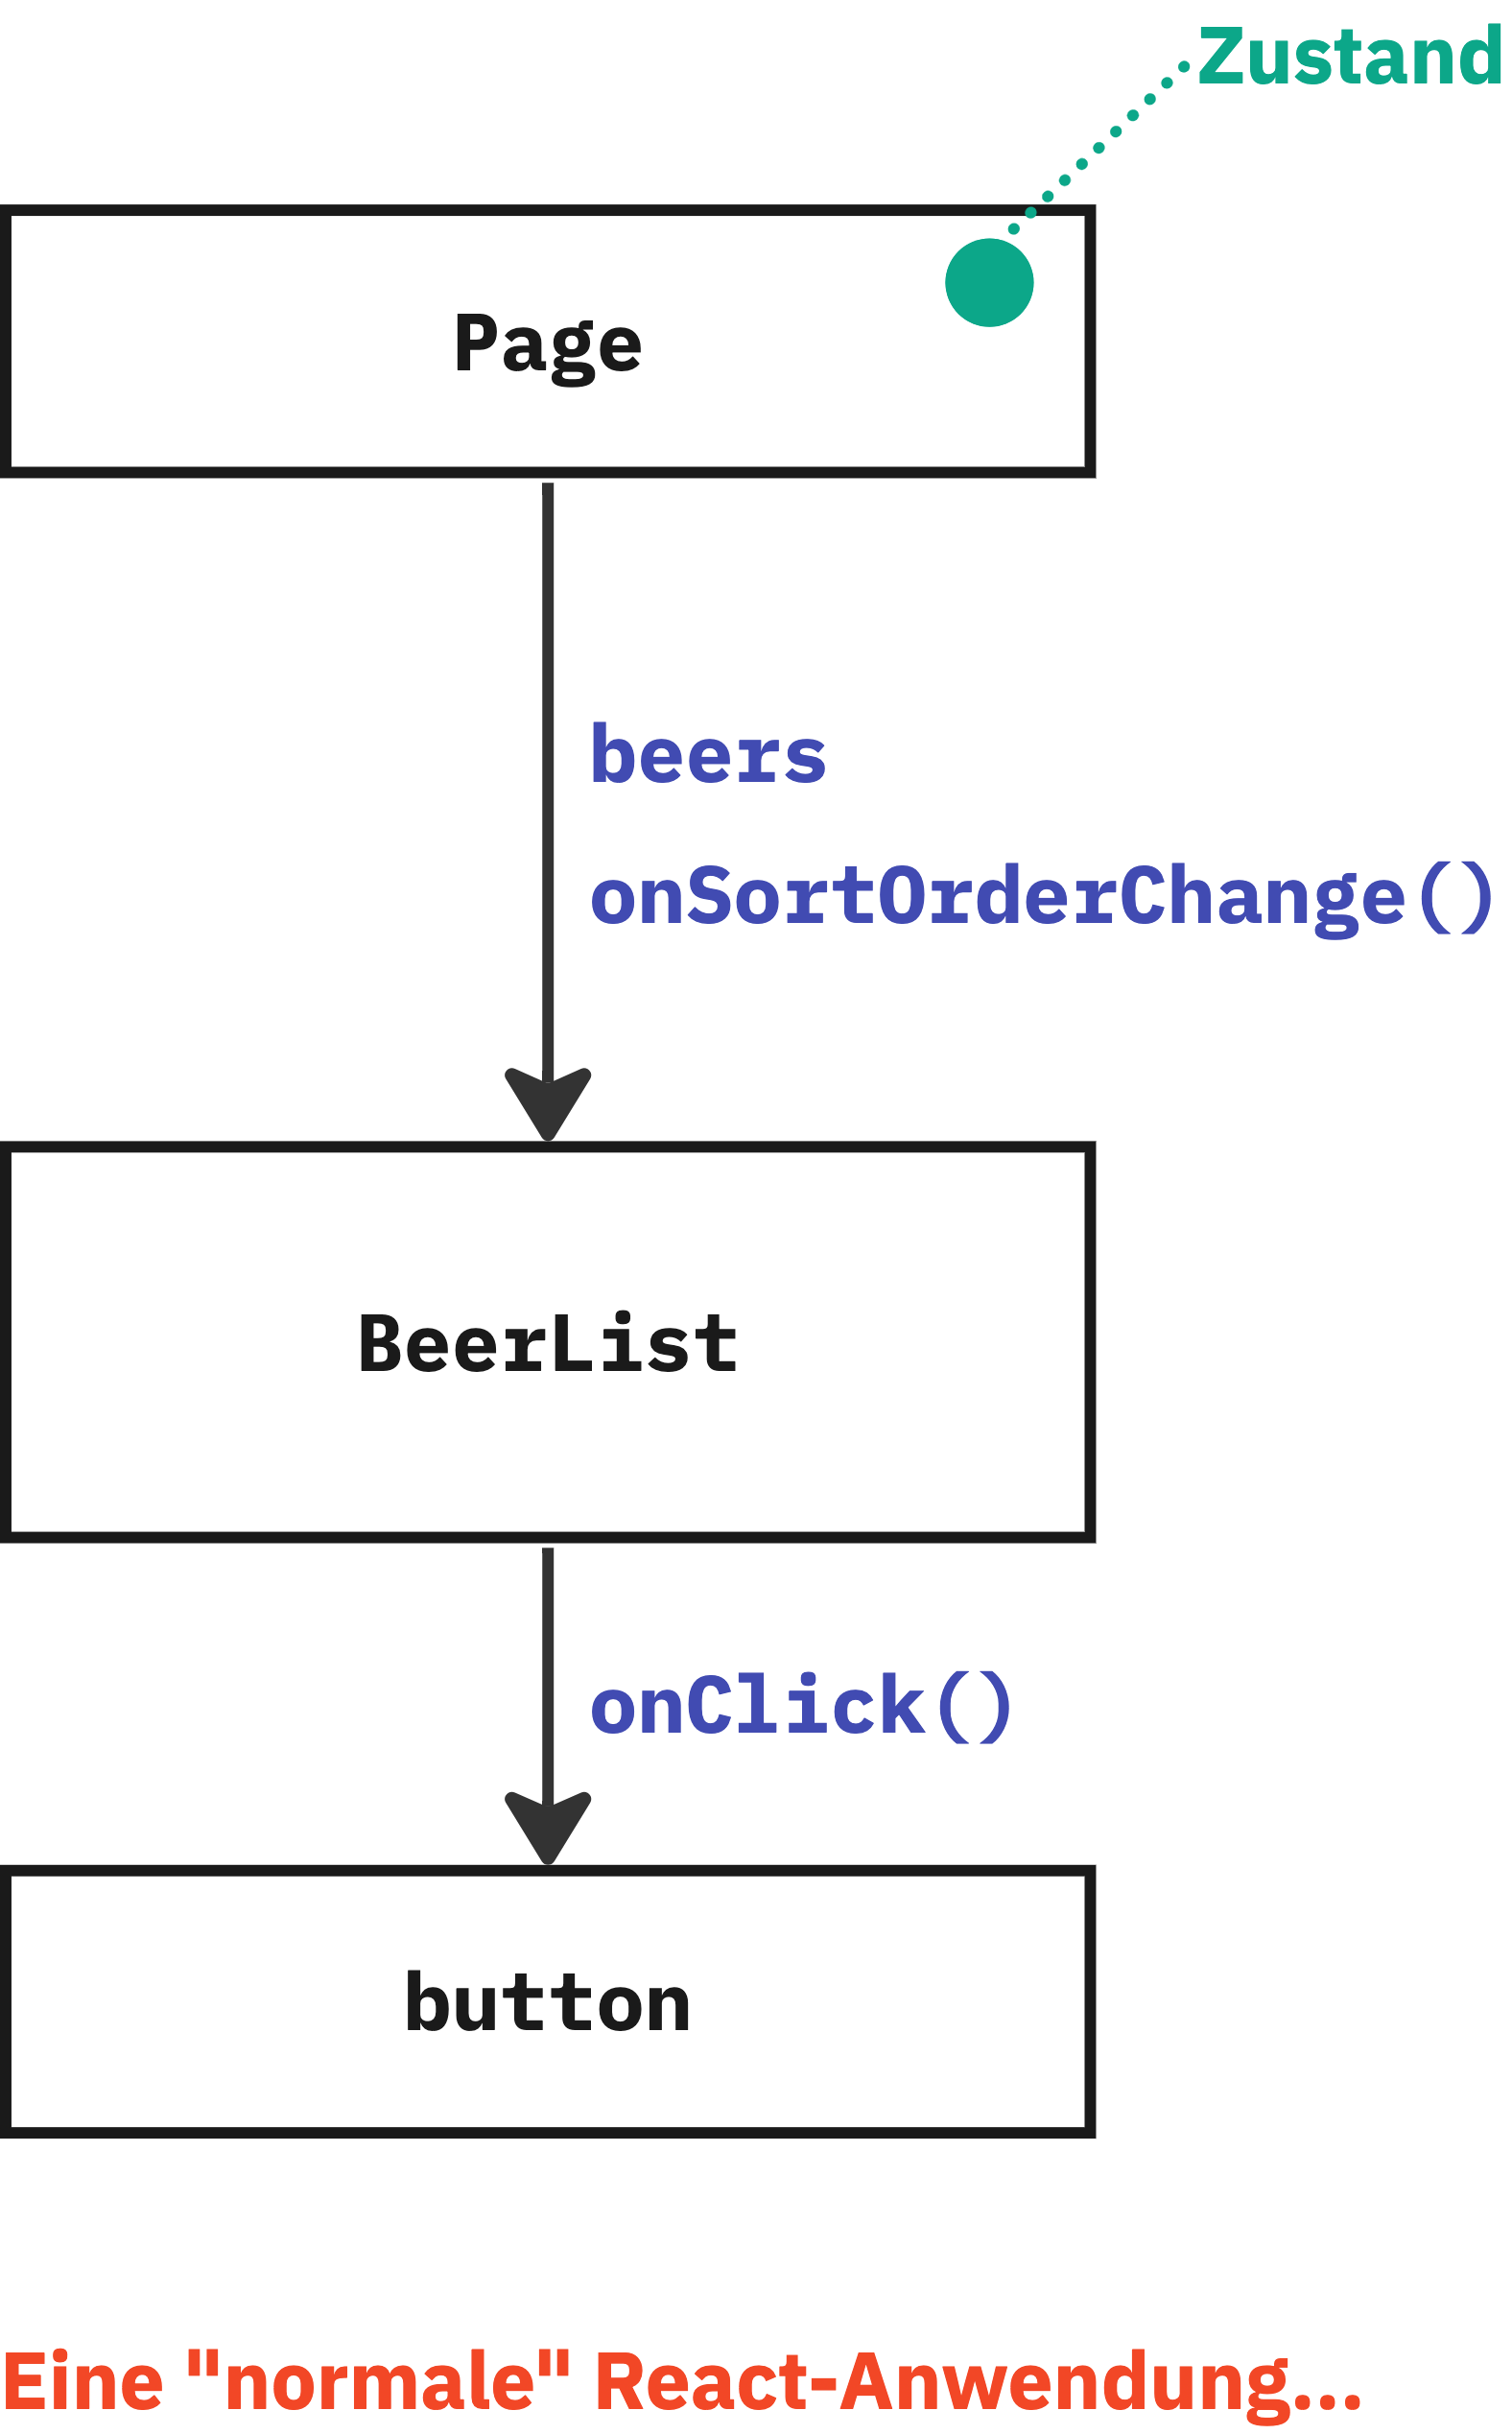 Zustand
Page
beers
onSortOrderChange()
BeerList
onClick()
button
Eine "normale" React-Anwendung...